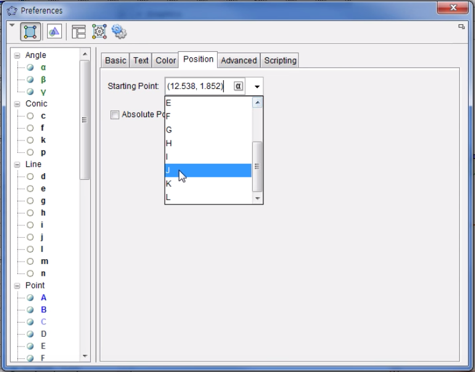 Preferences
Basic Text Color Position Advanced Scripting
Angle
α
β
γ
Conic
c
f
k
p
Line
d
e
g
h
i
j
l
m
n
Point
A
B
C
D
E
F
Starting Point: (12.538, 1.852) α
Absolute Po
E
F
G
H
I
J
K
L